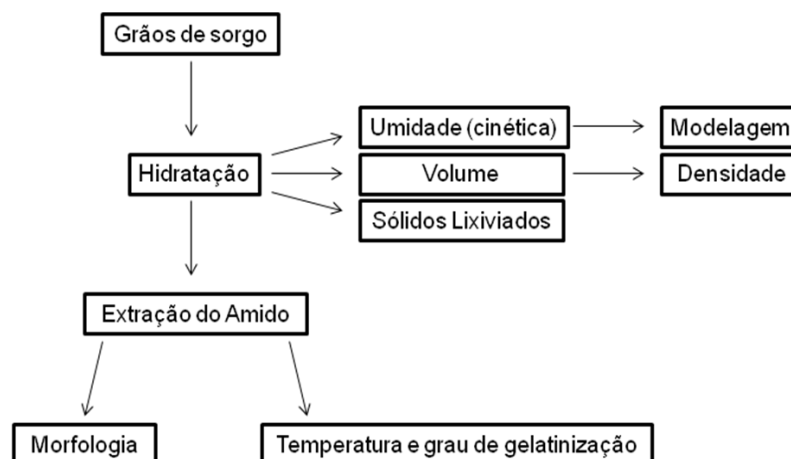 Grãos de sorgo
Umidade (cinética)
Modelagem
Hidratação
Volume
Densidade
Sólidos Lixiviados
Extração do Amido
Morfologia
Temperatura e grau de gelatinização